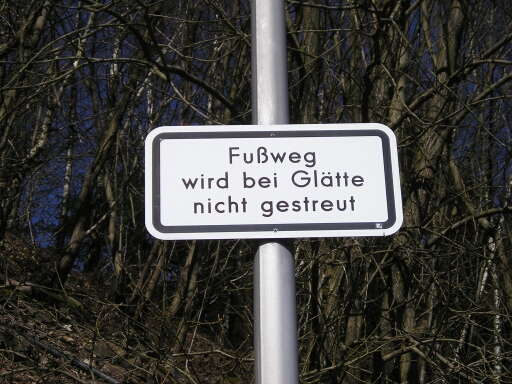 Fußweg
wird bei Glätte
nicht gestreut